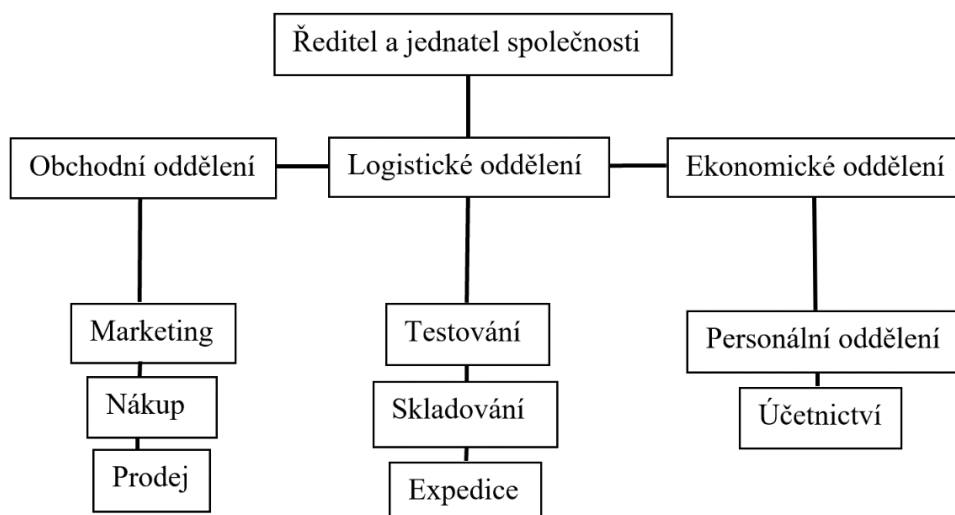 Ředitel a jednatel společnosti
Obchodní oddělení
Logistické oddělení
Ekonomické oddělení
Marketing
Nákup
Prodej
Testování
Skladování
Expedice
Personální oddělení
Účetnictví